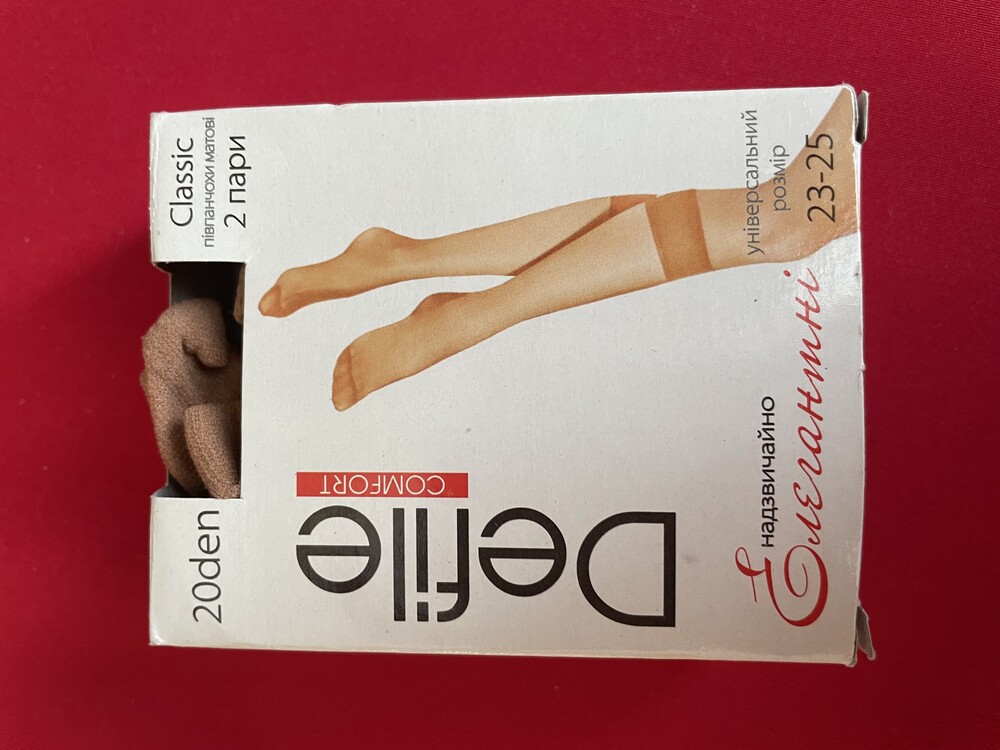 20den
Classic
півпанчохи матові
2 пари
Defile
COMFORT
універсальний
розмір
23-25
надзвичайно
Елегантні